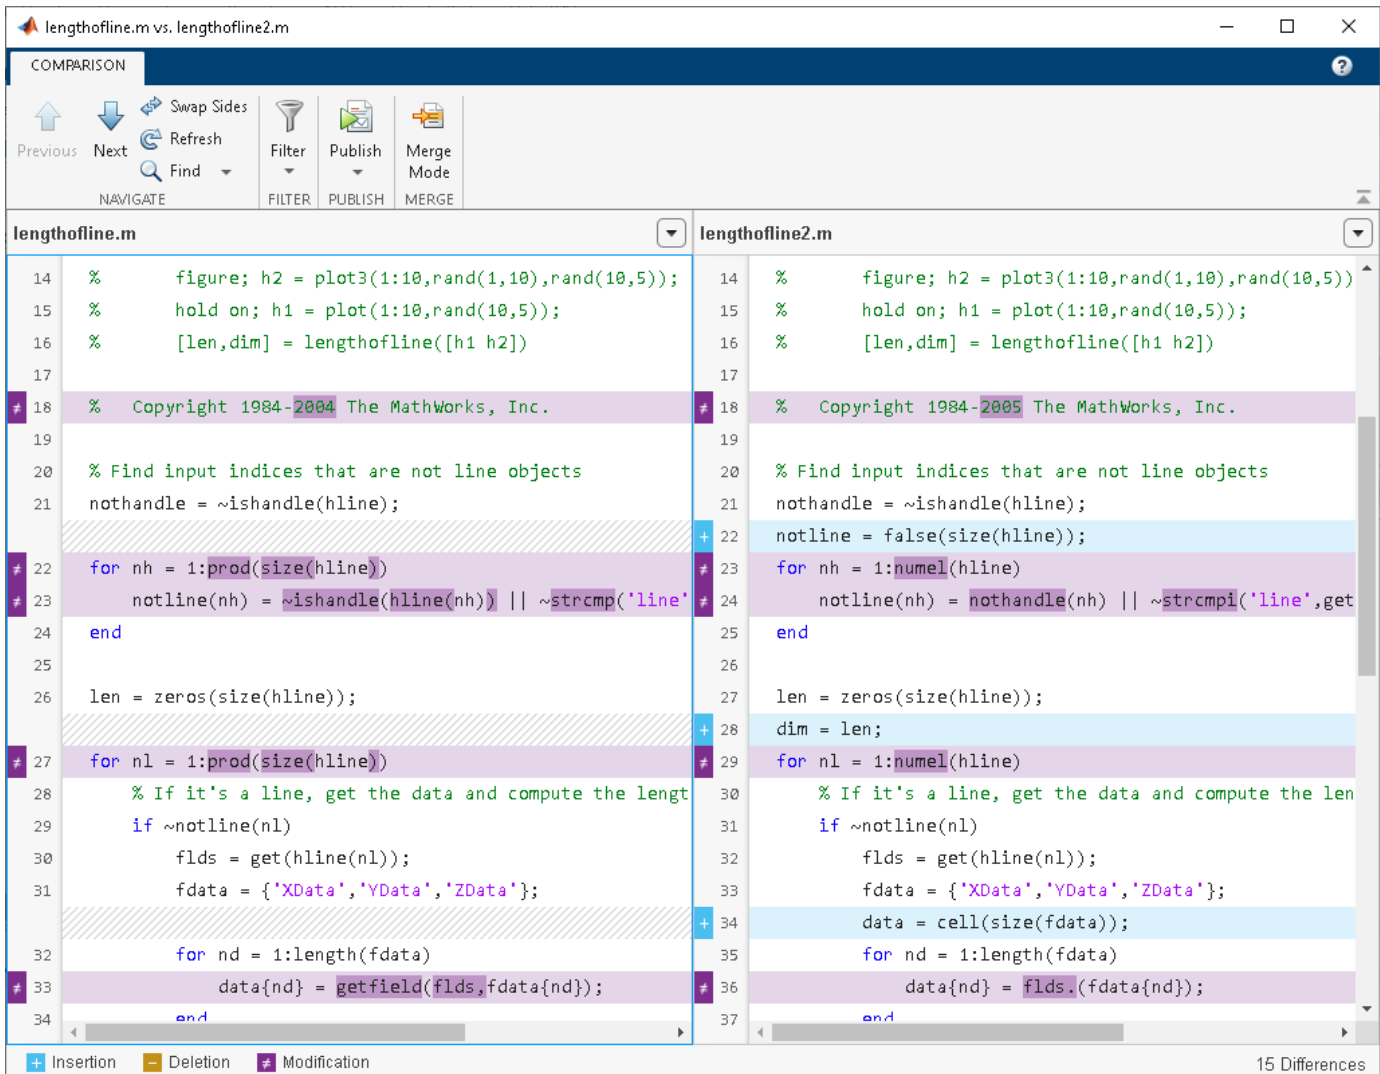 lengthofline.m vs. lengthofline2.m
COMPARISON
Previous
Next
Swap Sides
Refresh
Find
NAVIGATE
Filter
FILTER
Publish
PUBLISH
Merge
Mode
MERGE
lengthofline.m
14 % figure; h2 = plot3(1:10,rand(1,10),rand(10,5));
15 % hold on; h1 = plot(1:10,rand(10,5));
16 % [len,dim] = lengthofline([h1 h2])
17
≠ 18 % Copyright 1984-2004 The MathWorks, Inc.
19
20 % Find input indices that are not line objects
21 nothandle = ~ishandle(hline);
≠ 22 for nh = 1:prod(size(hline))
≠ 23 notline(nh) = ~ishandle(hline(nh)) || ~strcmp('line'
24 end
25
26 len = zeros(size(hline));
≠ 27 for nl = 1:prod(size(hline))
28 % If it's a line, get the data and compute the lengt
29 if ~notline(nl)
30 flds = get(hline(nl));
31 fdata = {'XData','YData','ZData'};
32 for nd = 1:length(fdata)
≠ 33 data{nd} = getfield(flds,fdata{nd});
34 end
lengthofline2.m
14 % figure; h2 = plot3(1:10,rand(1,10),rand(10,5))
15 % hold on; h1 = plot(1:10,rand(10,5));
16 % [len,dim] = lengthofline([h1 h2])
17
≠ 18 % Copyright 1984-2005 The MathWorks, Inc.
19
20 % Find input indices that are not line objects
21 nothandle = ~ishandle(hline);
+ 22 notline = false(size(hline));
≠ 23 for nh = 1:numel(hline)
≠ 24 notline(nh) = nothandle(nh) || ~strcmpi('line',get
25 end
26
27 len = zeros(size(hline));
+ 28 dim = len;
≠ 29 for nl = 1:numel(hline)
30 % If it's a line, get the data and compute the len
31 if ~notline(nl)
32 flds = get(hline(nl));
33 fdata = {'XData','YData','ZData'};
+ 34 data = cell(size(fdata));
35 for nd = 1:length(fdata)
≠ 36 data{nd} = flds.(fdata{nd});
37 end
+ Insertion − Deletion ≠ Modification 15 Differences